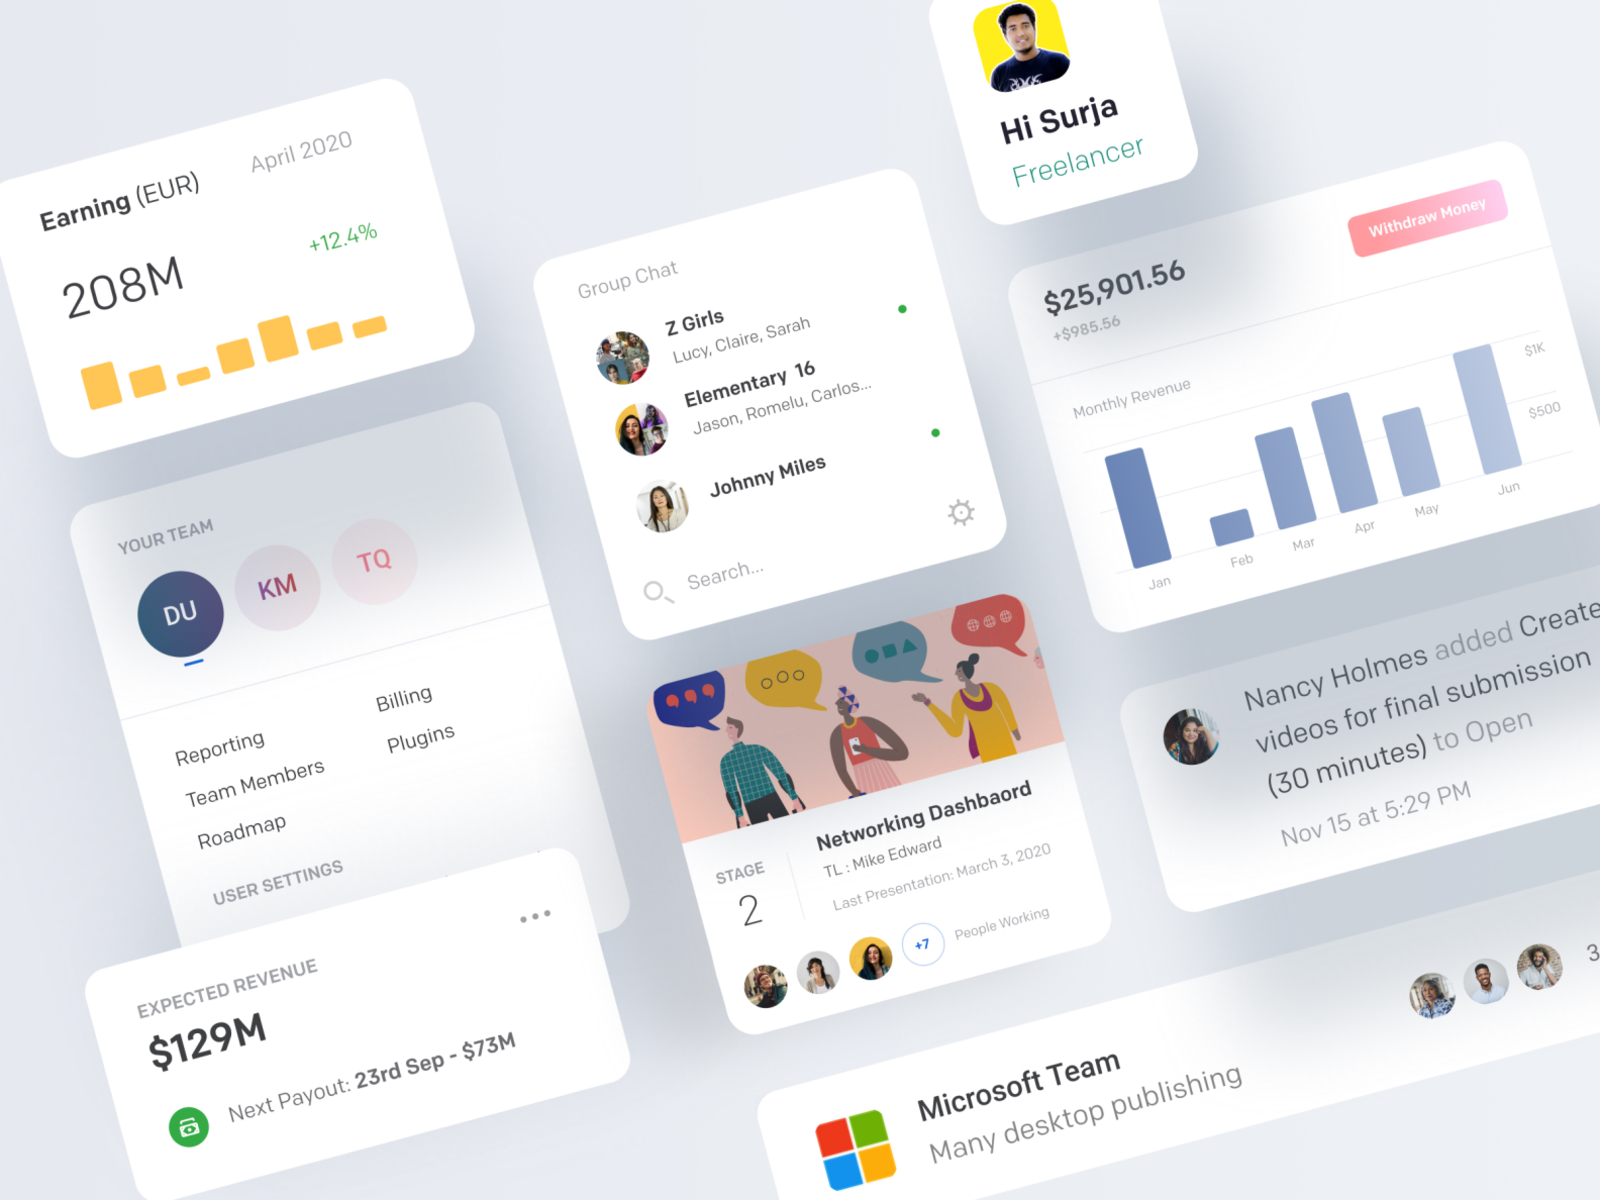 Earning (EUR)
April 2020
208M
+12.4%
YOUR TEAM
DU
KM
TQ
Reporting
Billing
Team Members
Plugins
Roadmap
USER SETTINGS
EXPECTED REVENUE
$129M
Next Payout: 23rd Sep - $73M
Group Chat
Z Girls
Lucy, Claire, Sarah
Elementary 16
Jason, Romelu, Carlos...
Johnny Miles
Search...
Networking Dashbaord
TL : Mike Edward
Last Presentation: March 3, 2020
STAGE
2
+7
People Working
Hi Surja
Freelancer
$25,901.56
+$985.56
Withdraw Money
Monthly Revenue
$1K
$500
Jan
Feb
Mar
Apr
May
Jun
Nancy Holmes added Create
videos for final submission
(30 minutes) to Open
Nov 15 at 5:29 PM
Microsoft Team
Many desktop publishing
3